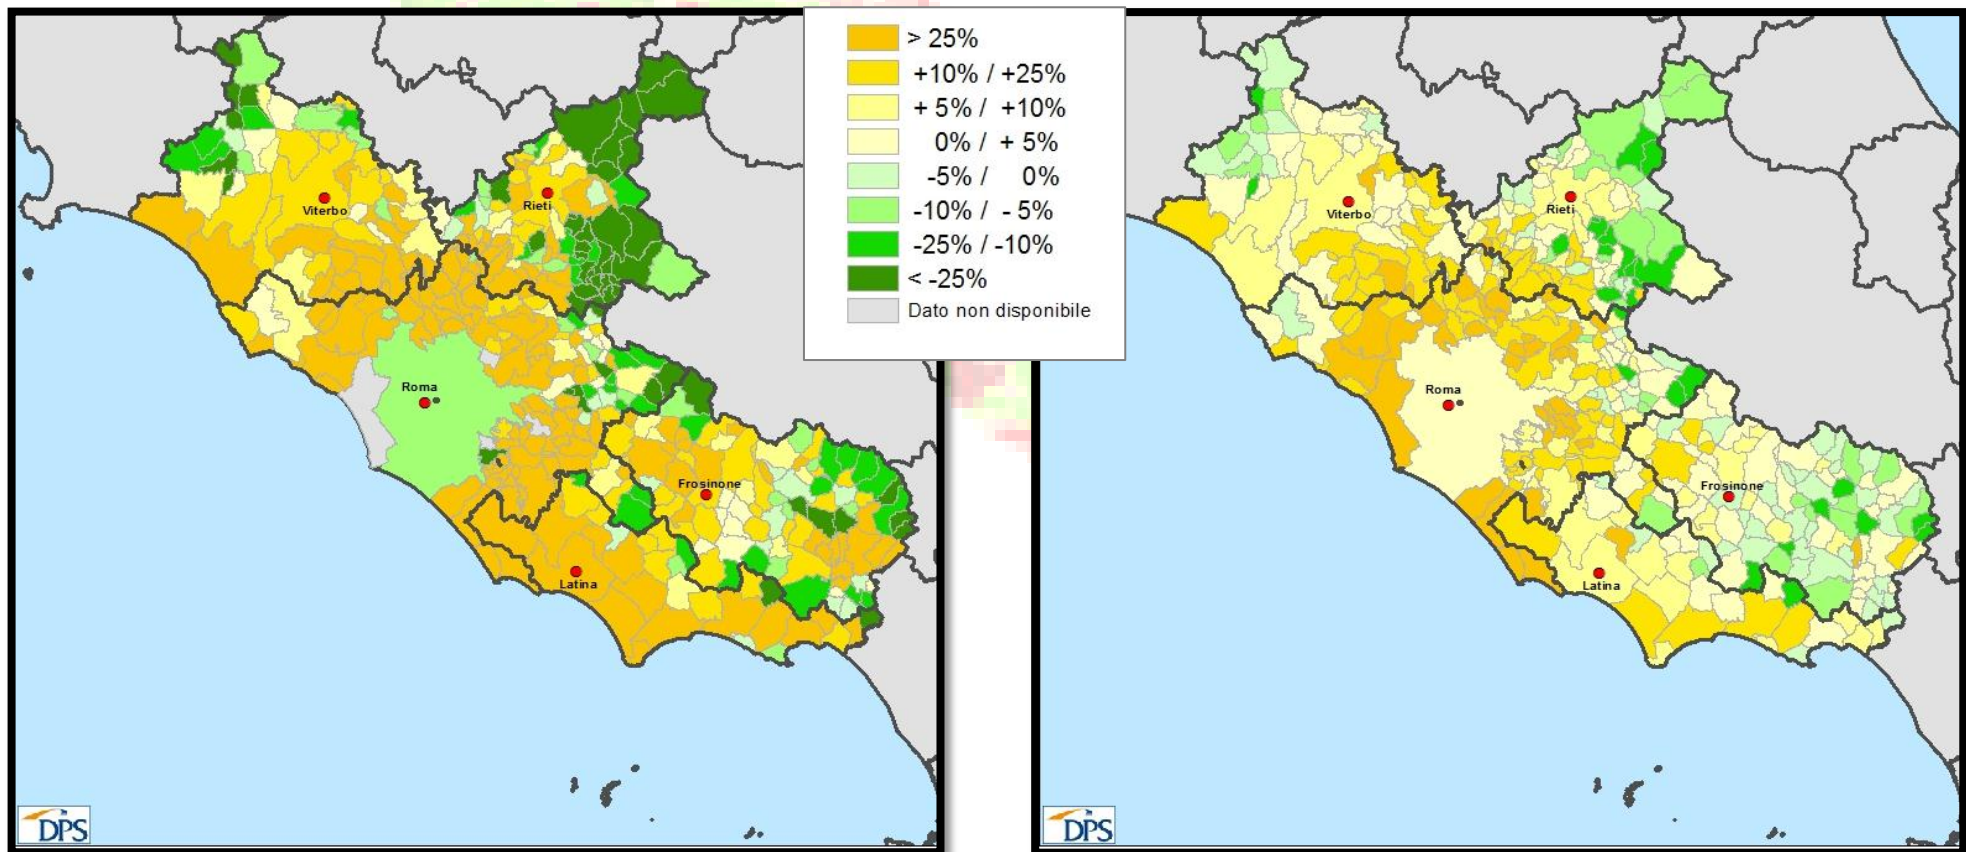 > 25%
+10% / +25%
+ 5% / +10%
0% / + 5%
-5% / 0%
-10% / - 5%
-25% / -10%
< -25%
Dato non disponibile
Viterbo
Rieti
Roma
Frosinone
Latina
DPS
Viterbo
Rieti
Roma
Frosinone
Latina
DPS